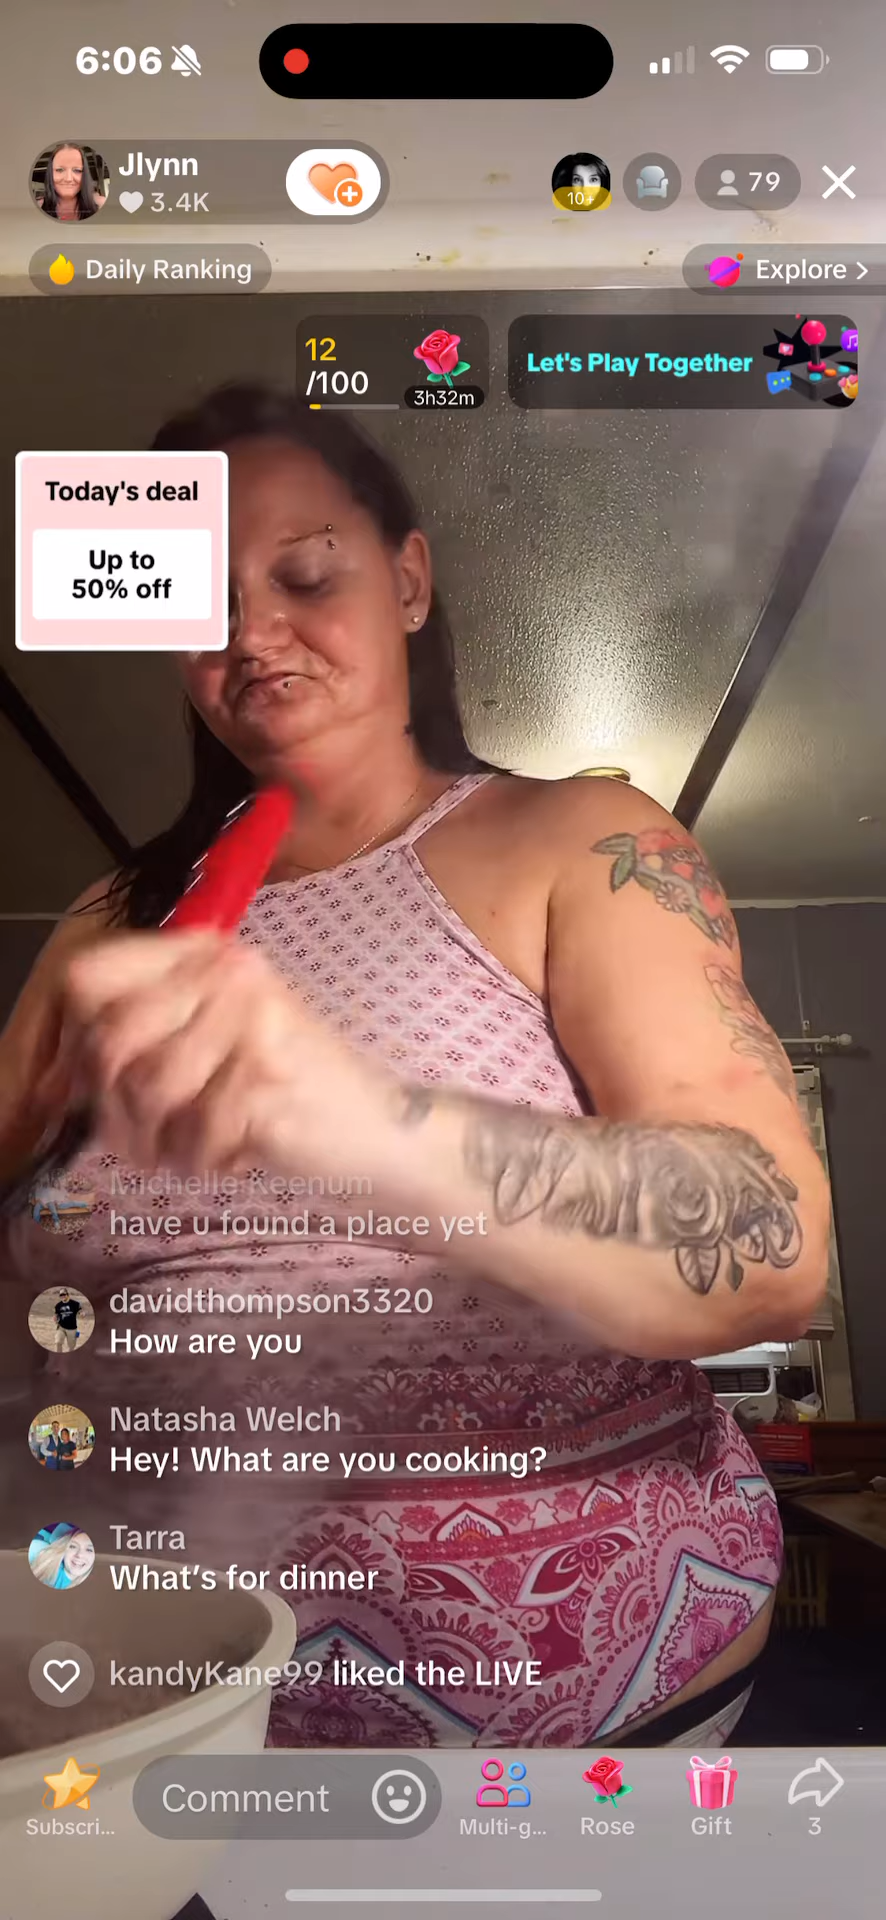 6:06
Jlynn
3.4K
10+
79
Daily Ranking
Explore >
12
/100
3h32m
Let's Play Together
Today's deal
Up to
50% off
Michelle Keenum
have u found a place yet
davidthompson3320
How are you
Natasha Welch
Hey! What are you cooking?
Tarra
What's for dinner
kandyKane99 liked the LIVE
Comment
Subscri...
Multi-g...
Rose
Gift
3